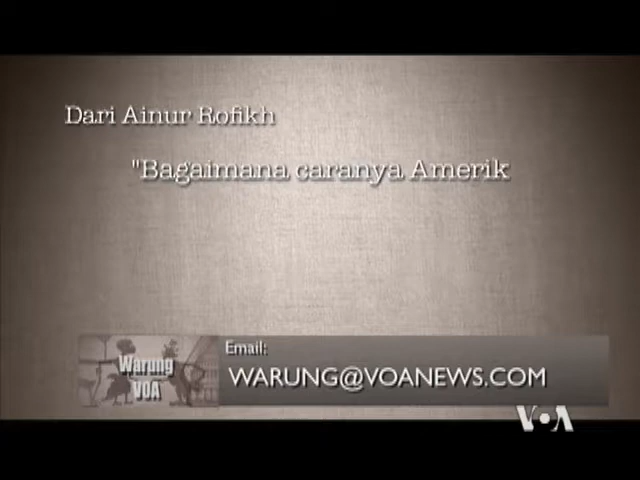 Dari Ainur Rofikh
"Bagaimana caranya Amerik
Warung
VOA
Email:
WARUNG@VOANEWS.COM
VOA